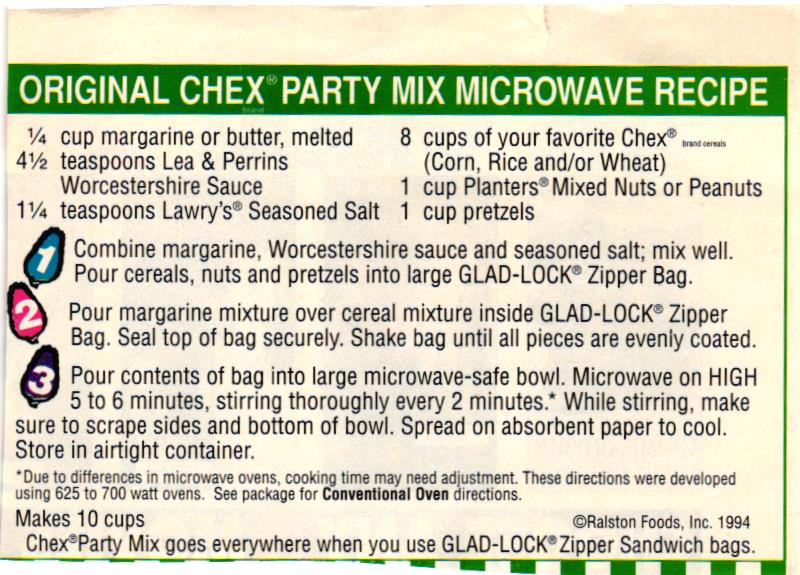 ORIGINAL CHEX® PARTY MIX MICROWAVE RECIPE
brand
¼ cup margarine or butter, melted
4½ teaspoons Lea & Perrins
Worcestershire Sauce
1¼ teaspoons Lawry's® Seasoned Salt
8 cups of your favorite Chex® brand cereals
(Corn, Rice and/or Wheat)
1 cup Planters® Mixed Nuts or Peanuts
1 cup pretzels
1 Combine margarine, Worcestershire sauce and seasoned salt; mix well.
Pour cereals, nuts and pretzels into large GLAD-LOCK® Zipper Bag.
2 Pour margarine mixture over cereal mixture inside GLAD-LOCK® Zipper
Bag. Seal top of bag securely. Shake bag until all pieces are evenly coated.
3 Pour contents of bag into large microwave-safe bowl. Microwave on HIGH
5 to 6 minutes, stirring thoroughly every 2 minutes.* While stirring, make
sure to scrape sides and bottom of bowl. Spread on absorbent paper to cool.
Store in airtight container.
*Due to differences in microwave ovens, cooking time may need adjustment. These directions were developed
using 625 to 700 watt ovens. See package for Conventional Oven directions.
Makes 10 cups
©Ralston Foods, Inc. 1994
Chex® Party Mix goes everywhere when you use GLAD-LOCK® Zipper Sandwich bags.